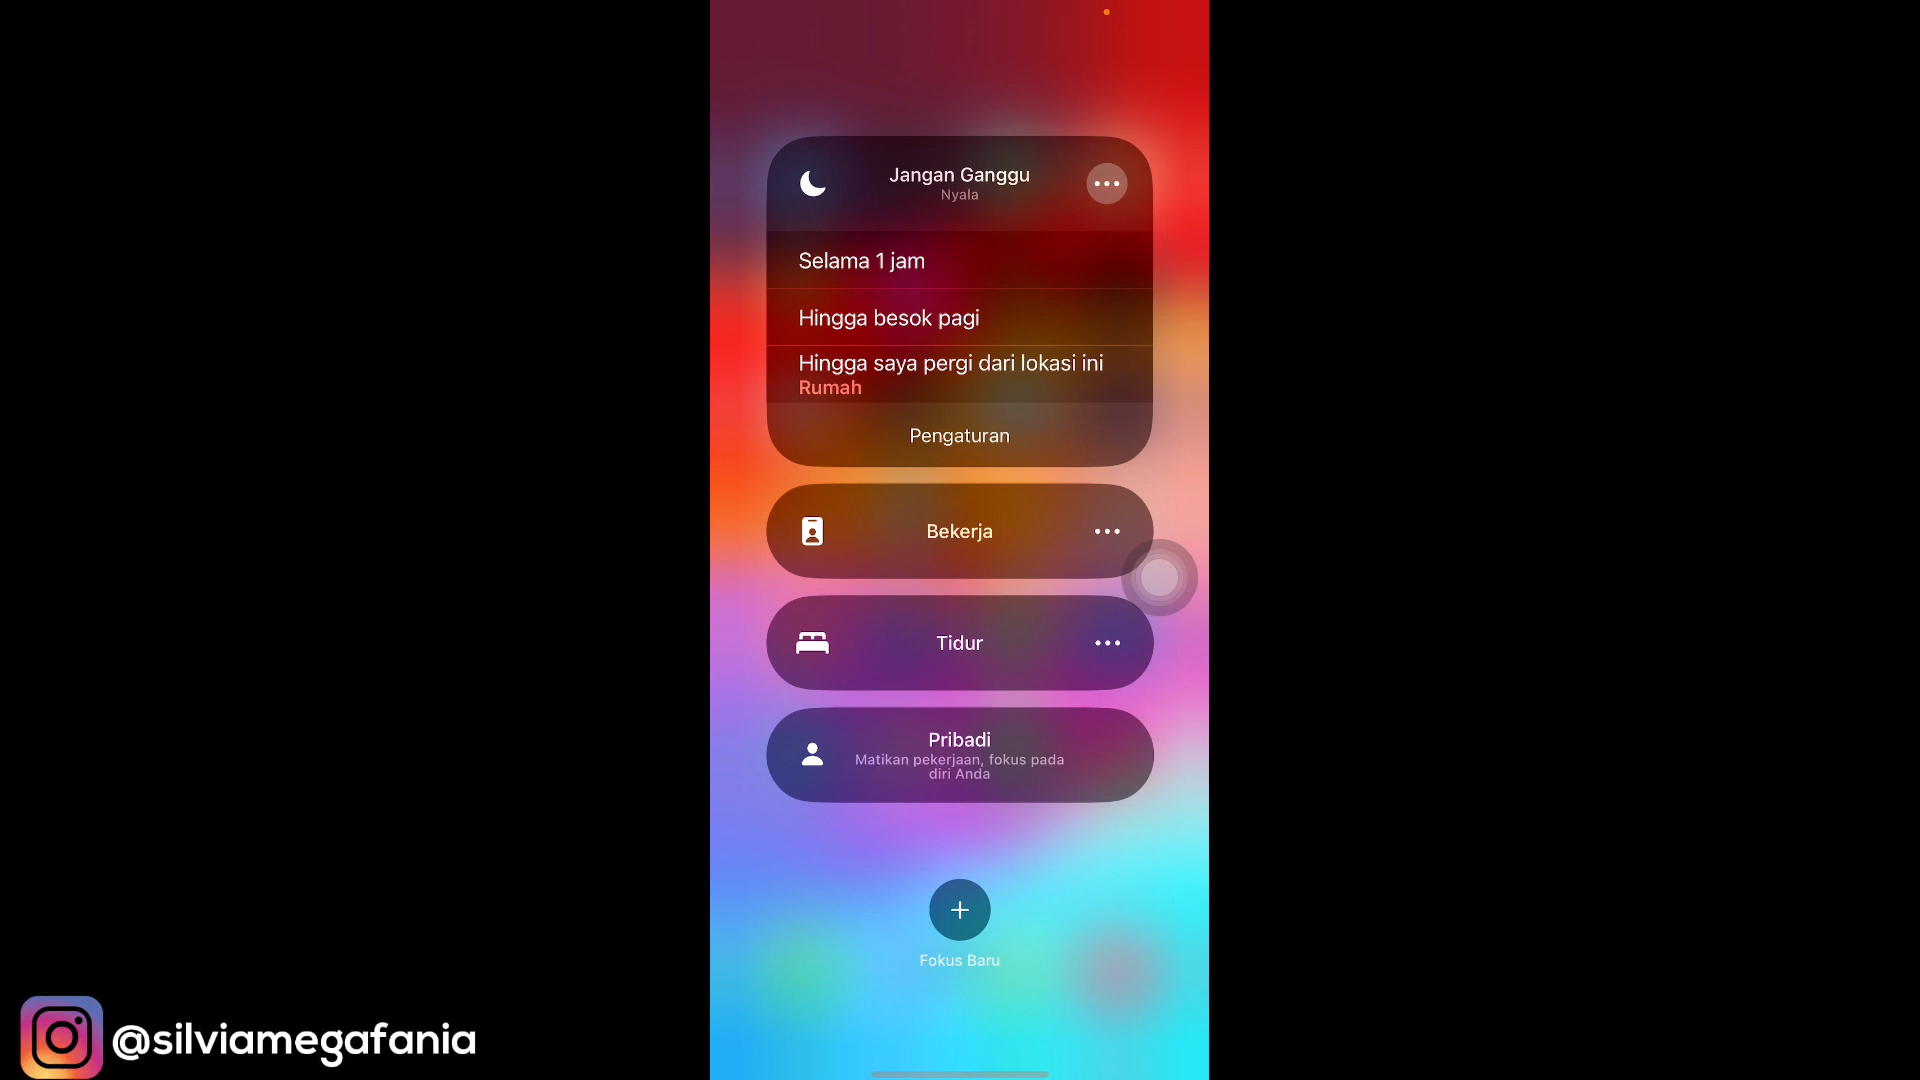 Jangan Ganggu
Nyala
Selama 1 jam
Hingga besok pagi
Hingga saya pergi dari lokasi ini
Rumah
Pengaturan
Bekerja
Tidur
Pribadi
Matikan pekerjaan, fokus pada
diri Anda
Fokus Baru
@silviamegafania